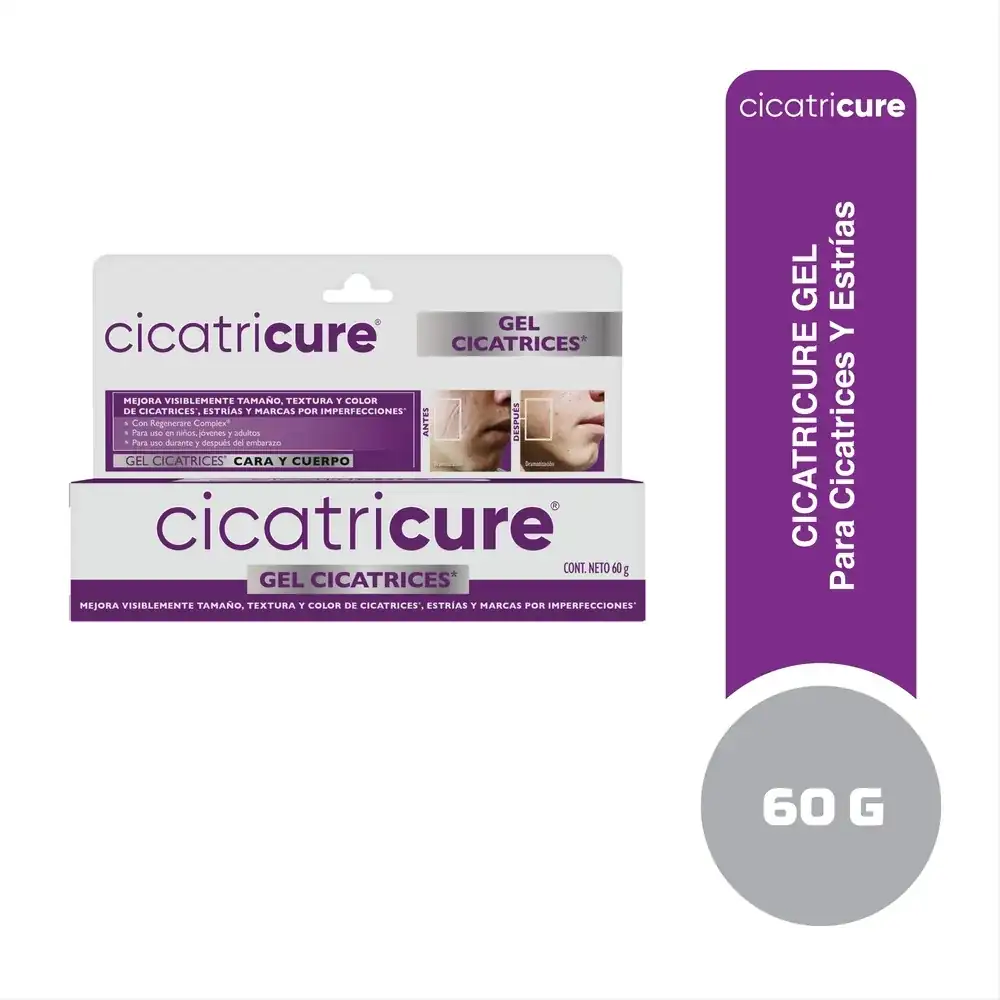 cicatricure®
GEL
CICATRICES*
MEJORA VISIBLEMENTE TAMAÑO, TEXTURA Y COLOR
DE CICATRICES*, ESTRÍAS Y MARCAS POR IMPERFECCIONES*
Con Regenerare Complex®
Para uso en niños, jóvenes y adultos
Para uso durante y después del embarazo
GEL CICATRICES* CARA Y CUERPO
ANTES
Dramatización
DESPUÉS
Dramatización
cicatricure®
GEL CICATRICES*
CONT. NETO 60 g
MEJORA VISIBLEMENTE TAMAÑO, TEXTURA Y COLOR DE CICATRICES*, ESTRÍAS Y MARCAS POR IMPERFECCIONES*
cicatricure
CICATRICURE GEL
Para Cicatrices Y Estrías
60 G